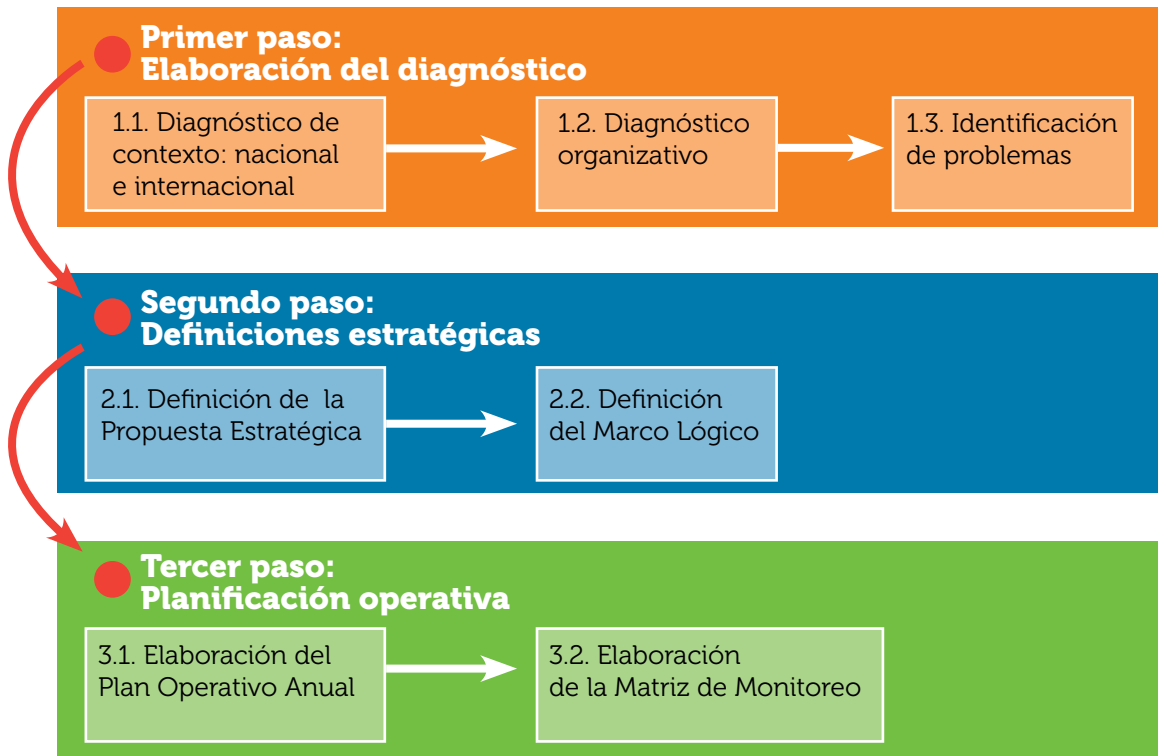 Primer paso:
Elaboración del diagnóstico
1.1. Diagnóstico de
contexto: nacional
e internacional
1.2. Diagnóstico
organizativo
1.3. Identificación
de problemas
Segundo paso:
Definiciones estratégicas
2.1. Definición de la
Propuesta Estratégica
2.2. Definición
del Marco Lógico
Tercer paso:
Planificación operativa
3.1. Elaboración del
Plan Operativo Anual
3.2. Elaboración
de la Matriz de Monitoreo